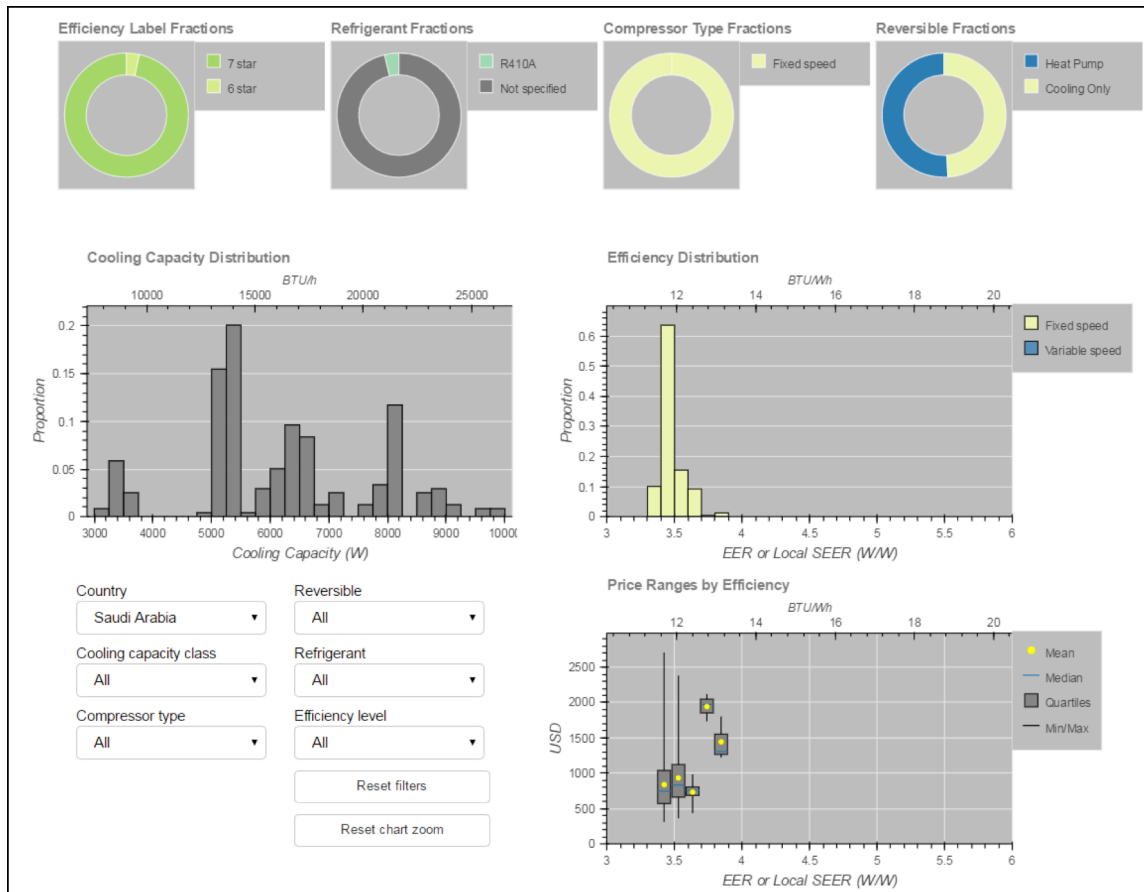 Efficiency Label Fractions
7 star
6 star
Refrigerant Fractions
R410A
Not specified
Compressor Type Fractions
Fixed speed
Reversible Fractions
Heat Pump
Cooling Only
Cooling Capacity Distribution
BTU/h
10000 15000 20000 25000
0.2
0.15
0.1
0.05
0
Proportion
3000 4000 5000 6000 7000 8000 9000 10000
Cooling Capacity (W)
Efficiency Distribution
BTU/Wh
12 14 16 18 20
0.6
0.5
0.4
0.3
0.2
0.1
0
Proportion
3 3.5 4 4.5 5 5.5 6
EER or Local SEER (W/W)
Fixed speed
Variable speed
Country
Saudi Arabia
Reversible
All
Cooling capacity class
All
Refrigerant
All
Compressor type
All
Efficiency level
All
Reset filters
Reset chart zoom
Price Ranges by Efficiency
BTU/Wh
12 14 16 18 20
2500
2000
1500
1000
500
0
USD
3 3.5 4 4.5 5 5.5 6
EER or Local SEER (W/W)
Mean
Median
Quartiles
Min/Max